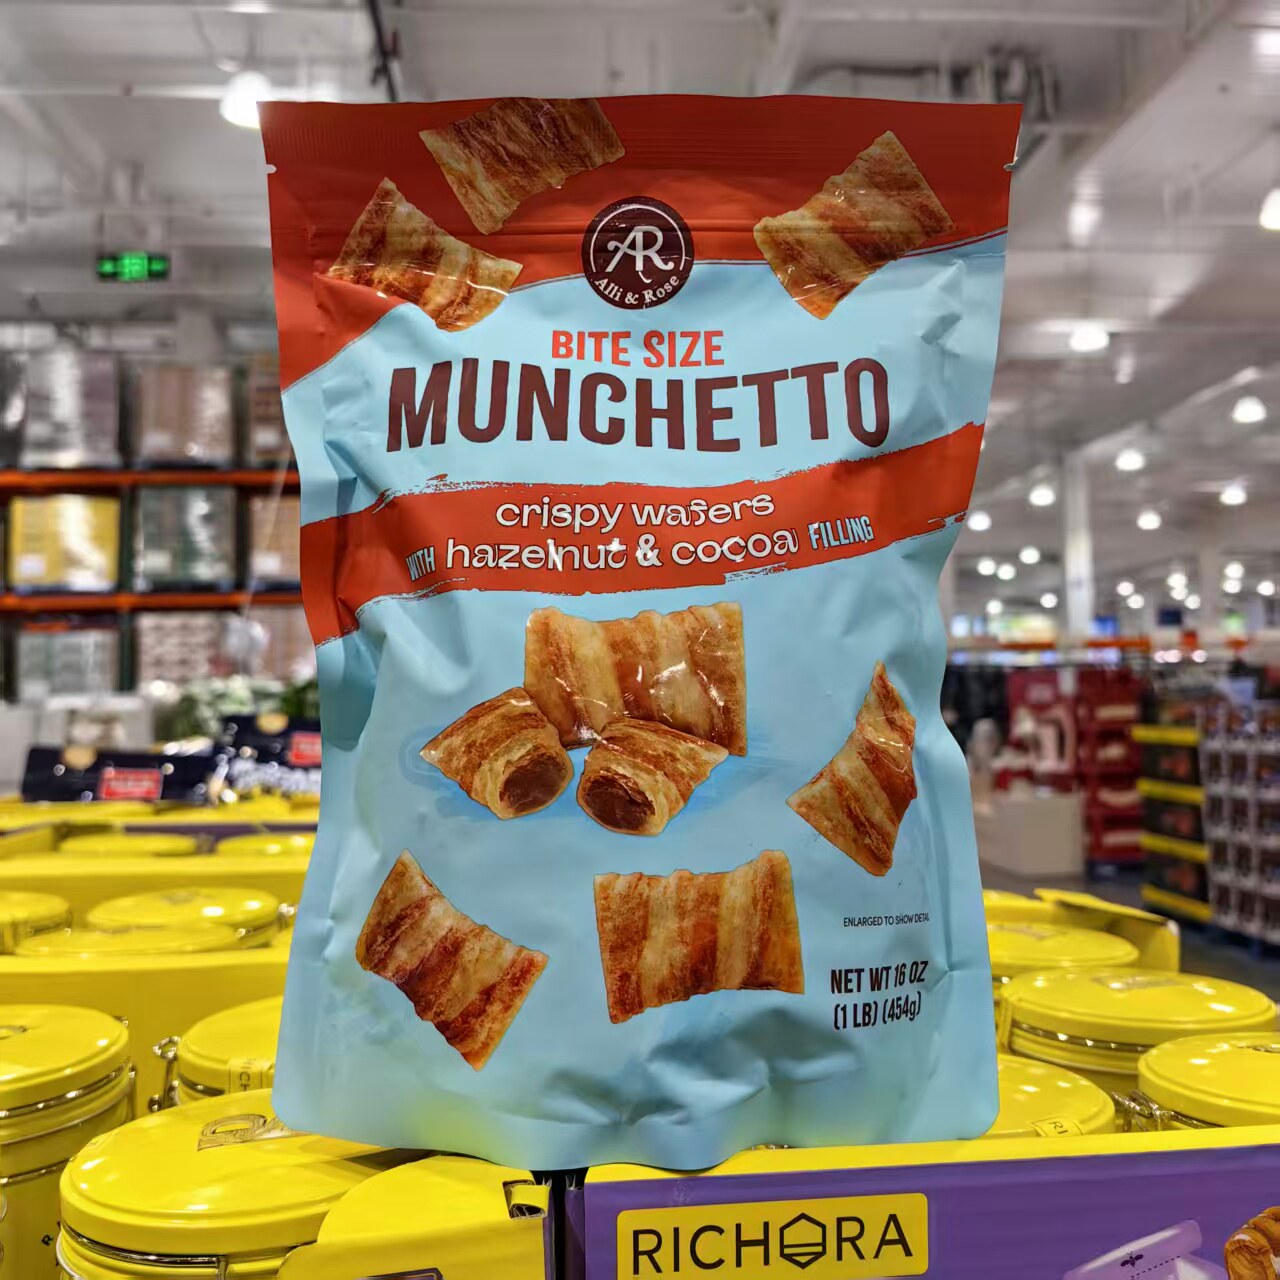 AR
Alli & Rose
BITE SIZE
MUNCHETTO
crispy wafers
WITH hazelnut & cocoa FILLING
ENLARGED TO SHOW DETAIL
NET WT 16 OZ
(1 LB) (454g)
RICHORA